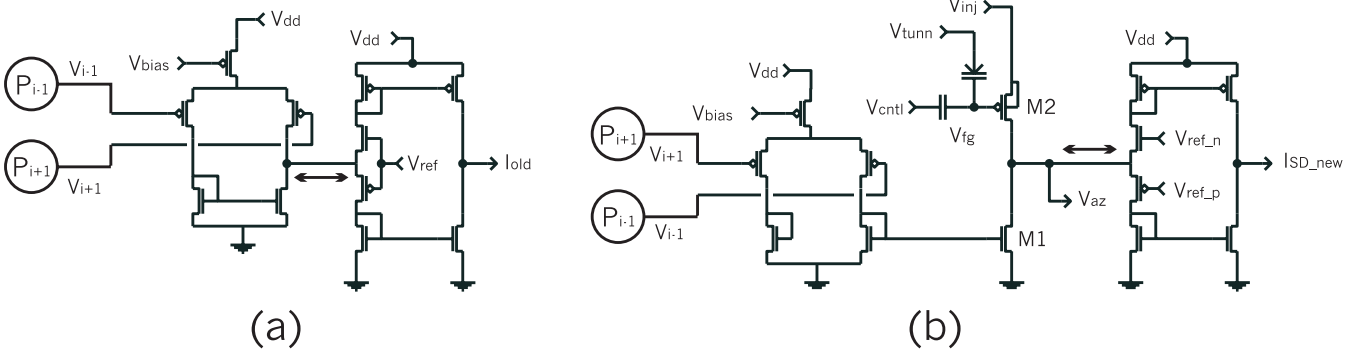 Vdd
Vbias
Vi-1
Pi-1
Pi+1
Vi+1
Vdd
Vref
Iold
(a)
Vinj
Vtunn
Vdd
Vcntl
M2
Vfg
Vbias
Pi+1
Vi+1
Pi-1
Vi-1
M1
Vaz
Vdd
Vref_n
Vref_p
ISD_new
(b)